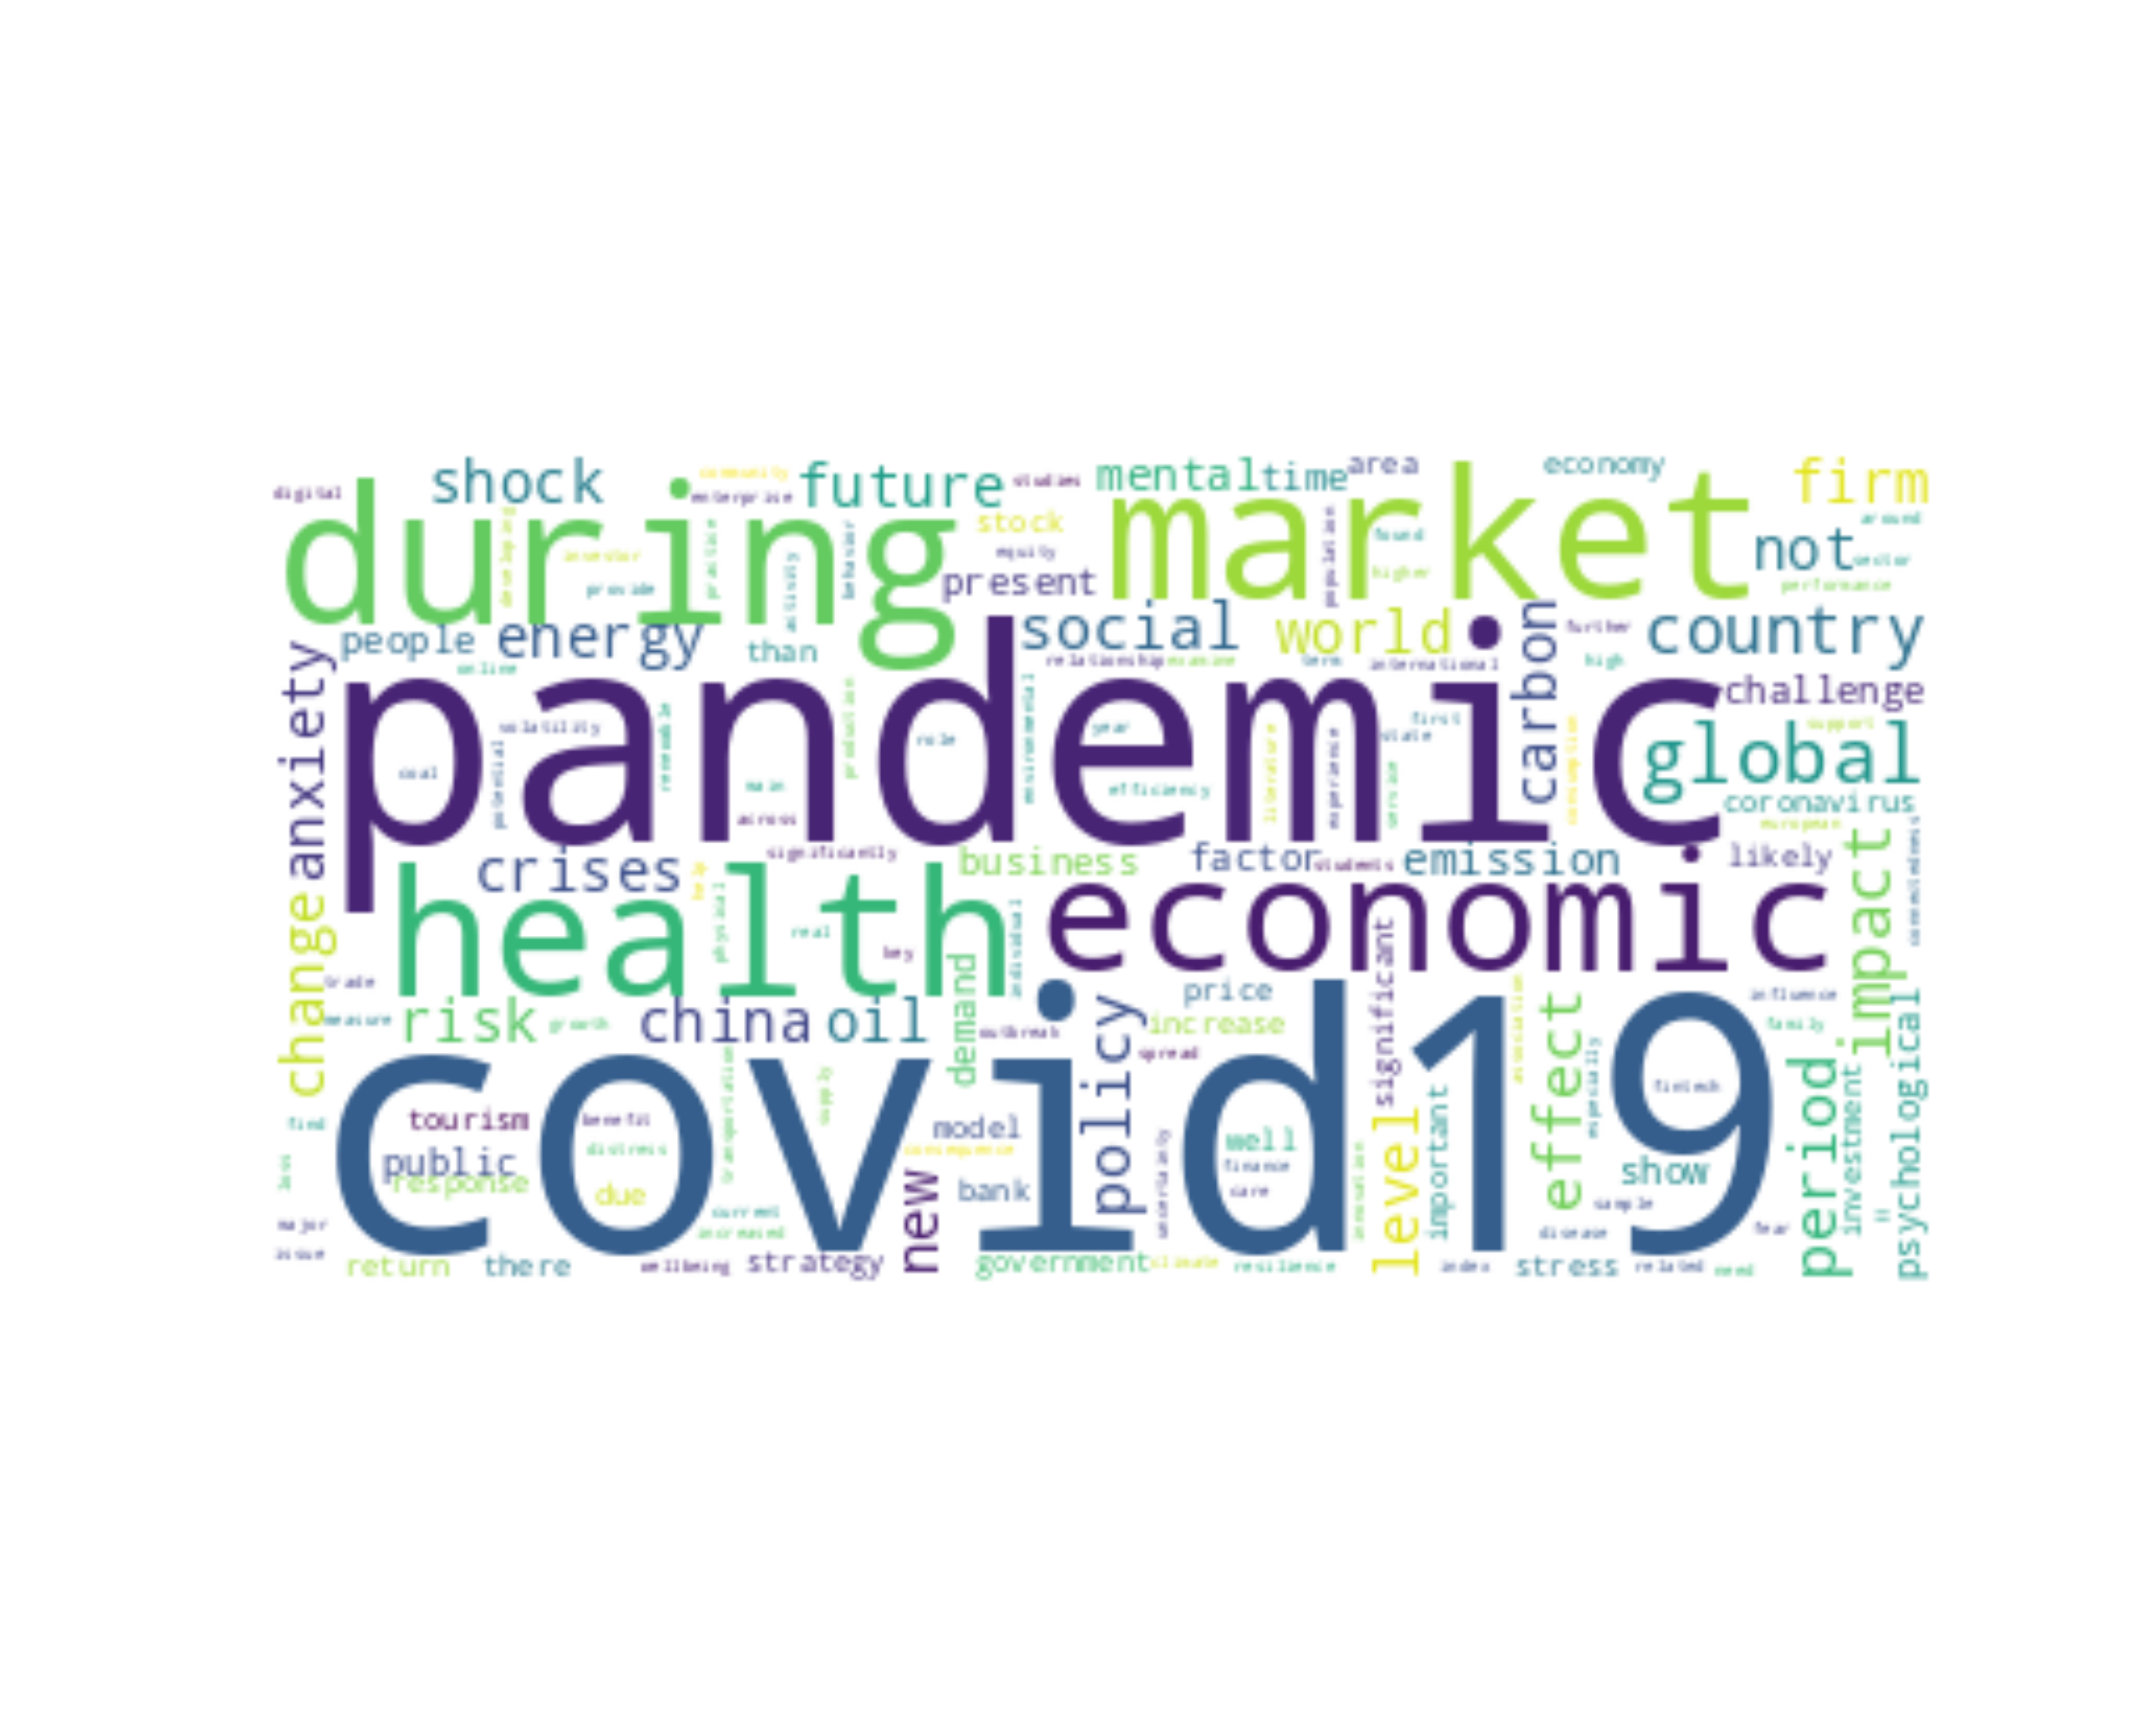 shock
future
mental
time
area
economy
firm
digital
community
enterprise
studies
during
market
stock
equity
present
not
around
sector
performance
developing
investor
provide
practice
activity
behavior
population
found
higher
people
energy
than
online
social
world
further
country
relationship
examine
term
international
high
carbon
challenge
anxiety
pandemic
global
support
coronavirus
european
volatility
coal
potential
renewable
main
across
production
role
environmental
year
efficiency
literature
experience
first
state
service
consumption
crises
significantly
business
factor
students
emission
likely
impact
help
health
physical
real
key
individual
economic
change
trade
measure
risk
growth
china
oil
demand
outbreak
policy
price
increase
spread
significant
influence
family
psychological
covid19
effect
especially
fintech
period
investment
find
tourism
benefit
distress
public
response
due
transportation
supply
current
increased
model
consequence
bank
new
uncertainty
well
finance
care
level
important
show
sample
disease
fear
loss
major
issue
return
there
wellbeing
strategy
government
climate
resilience
index
stress
related
need